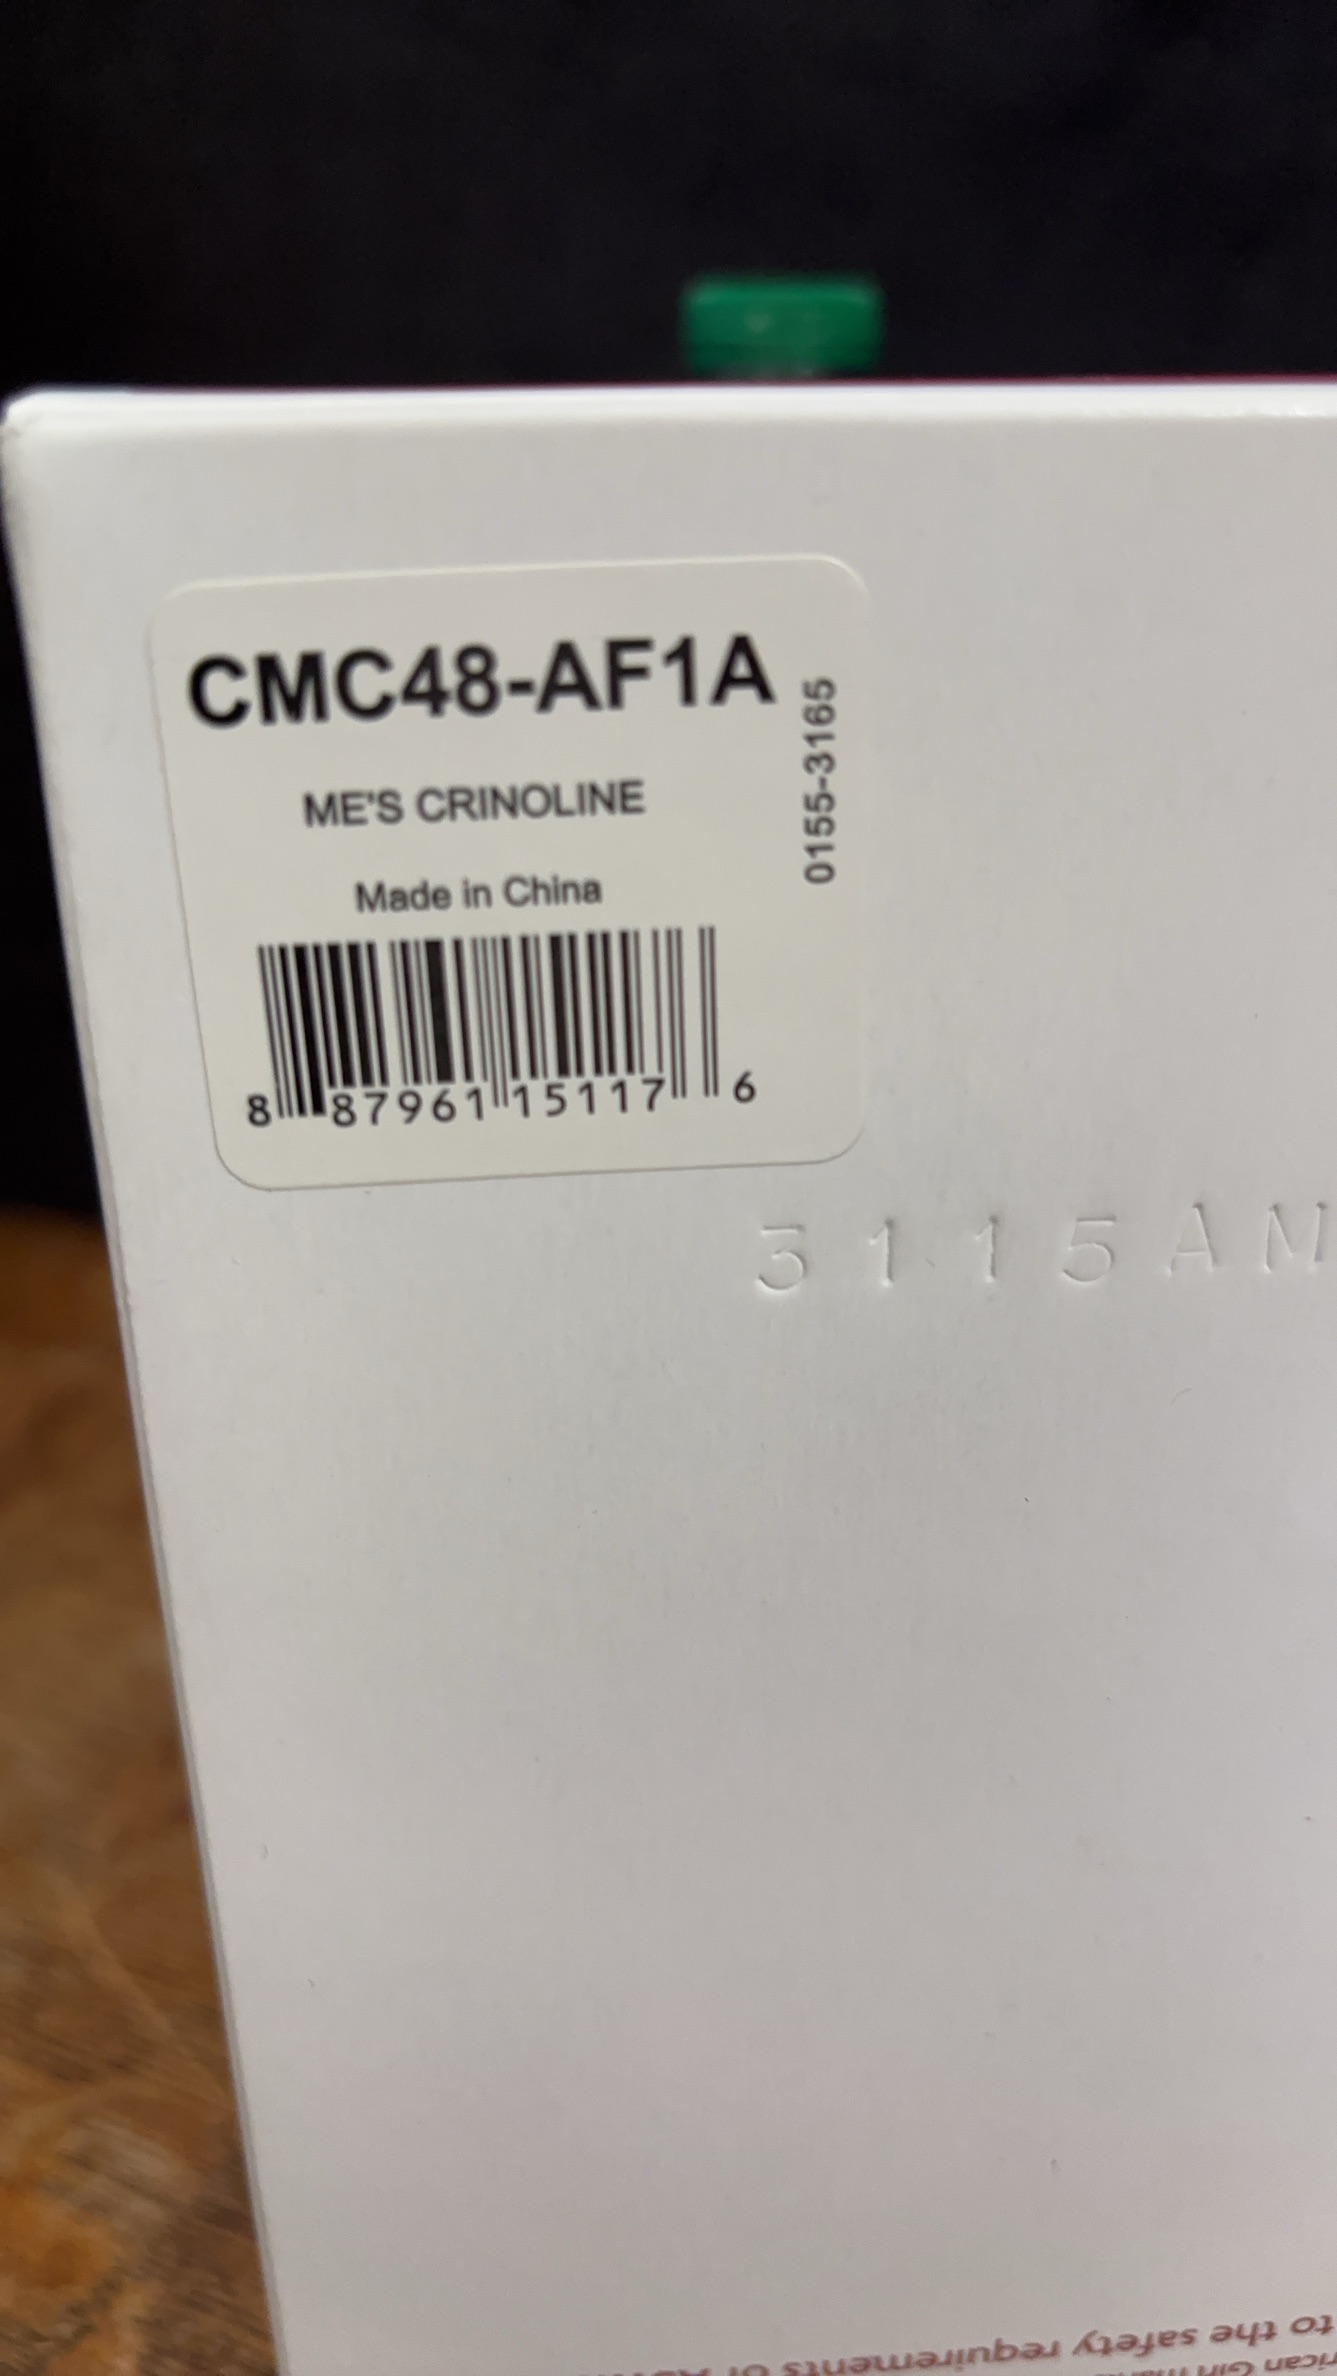 CMC48-AF1A
0155-3165
ME'S CRINOLINE
Made in China
8 87961 15117 6
3115AM
to the safety requirements of